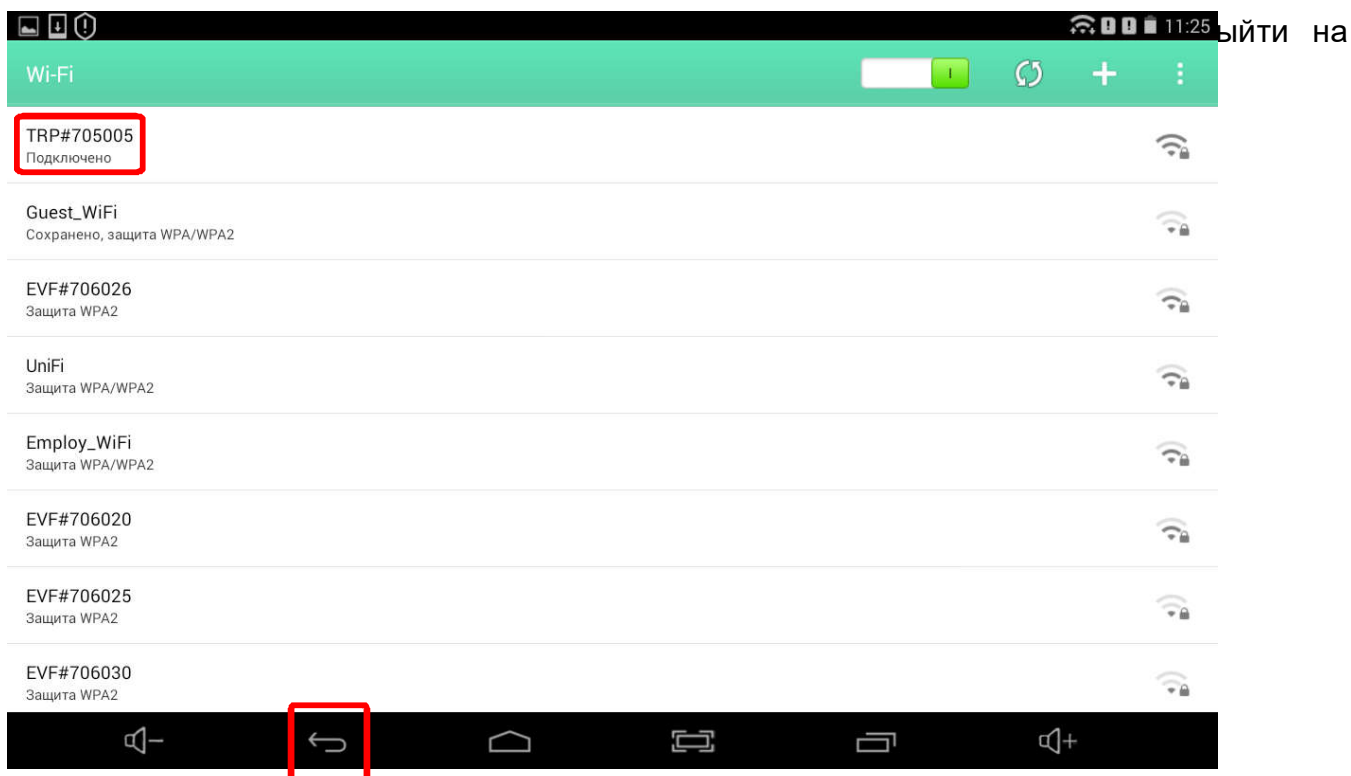 11:25
ыйти на
Wi-Fi
TRP#705005
Подключено
Guest_WiFi
Сохранено, защита WPA/WPA2
EVF#706026
Защита WPA2
UniFi
Защита WPA/WPA2
Employ_WiFi
Защита WPA/WPA2
EVF#706020
Защита WPA2
EVF#706025
Защита WPA2
EVF#706030
Защита WPA2